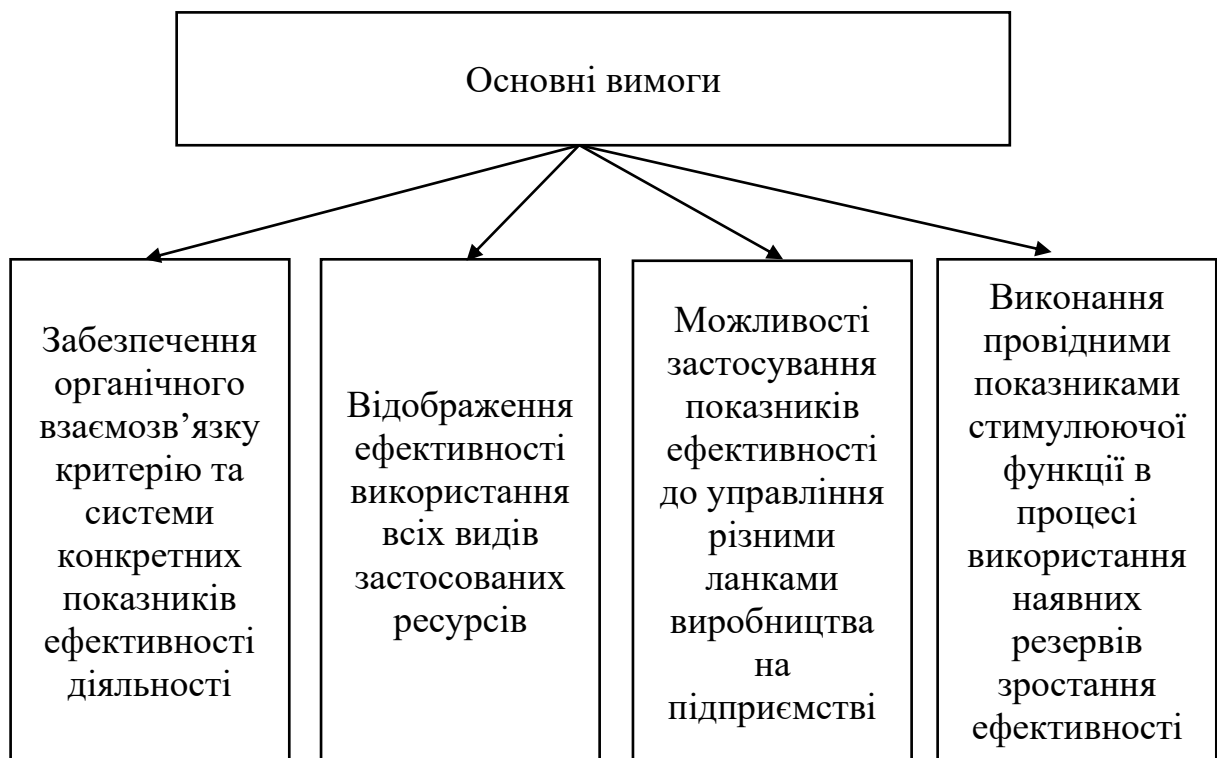 Основні вимоги
Забезпечення
органічного
взаємозв’язку
критерію та
системи
конкретних
показників
ефективності
діяльності
Відображення
ефективності
використання
всіх видів
застосованих
ресурсів
Можливості
застосування
показників
ефективності
до управління
різними
ланками
виробництва
на
підприємстві
Виконання
провідними
показниками
стимулюючої
функції в
процесі
використання
наявних
резервів
зростання
ефективності